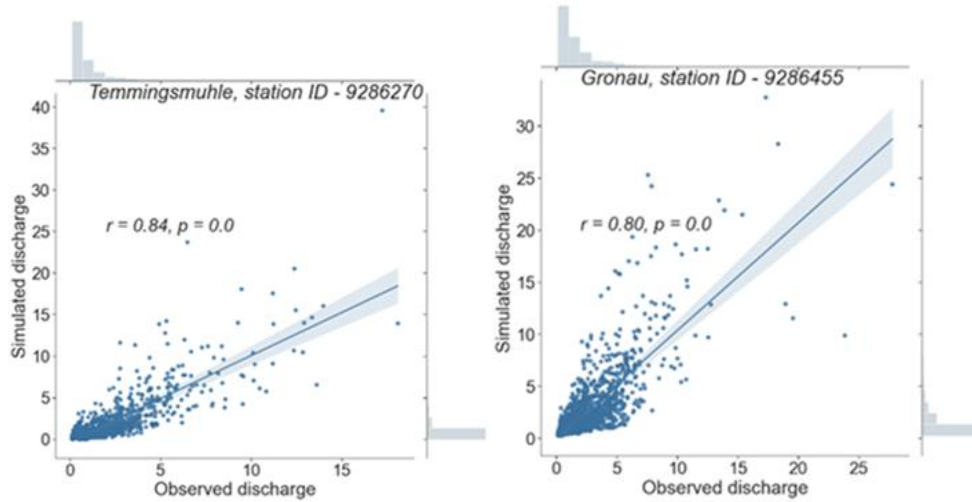 Temmingsmuhle, station ID - 9286270
40
35
30
25
20
15
10
5
0
Simulated discharge
r = 0.84, p = 0.0
0 5 10 15
Observed discharge
Gronau, station ID - 9286455
30
25
20
15
10
5
0
Simulated discharge
r = 0.80, p = 0.0
0 5 10 15 20 25
Observed discharge